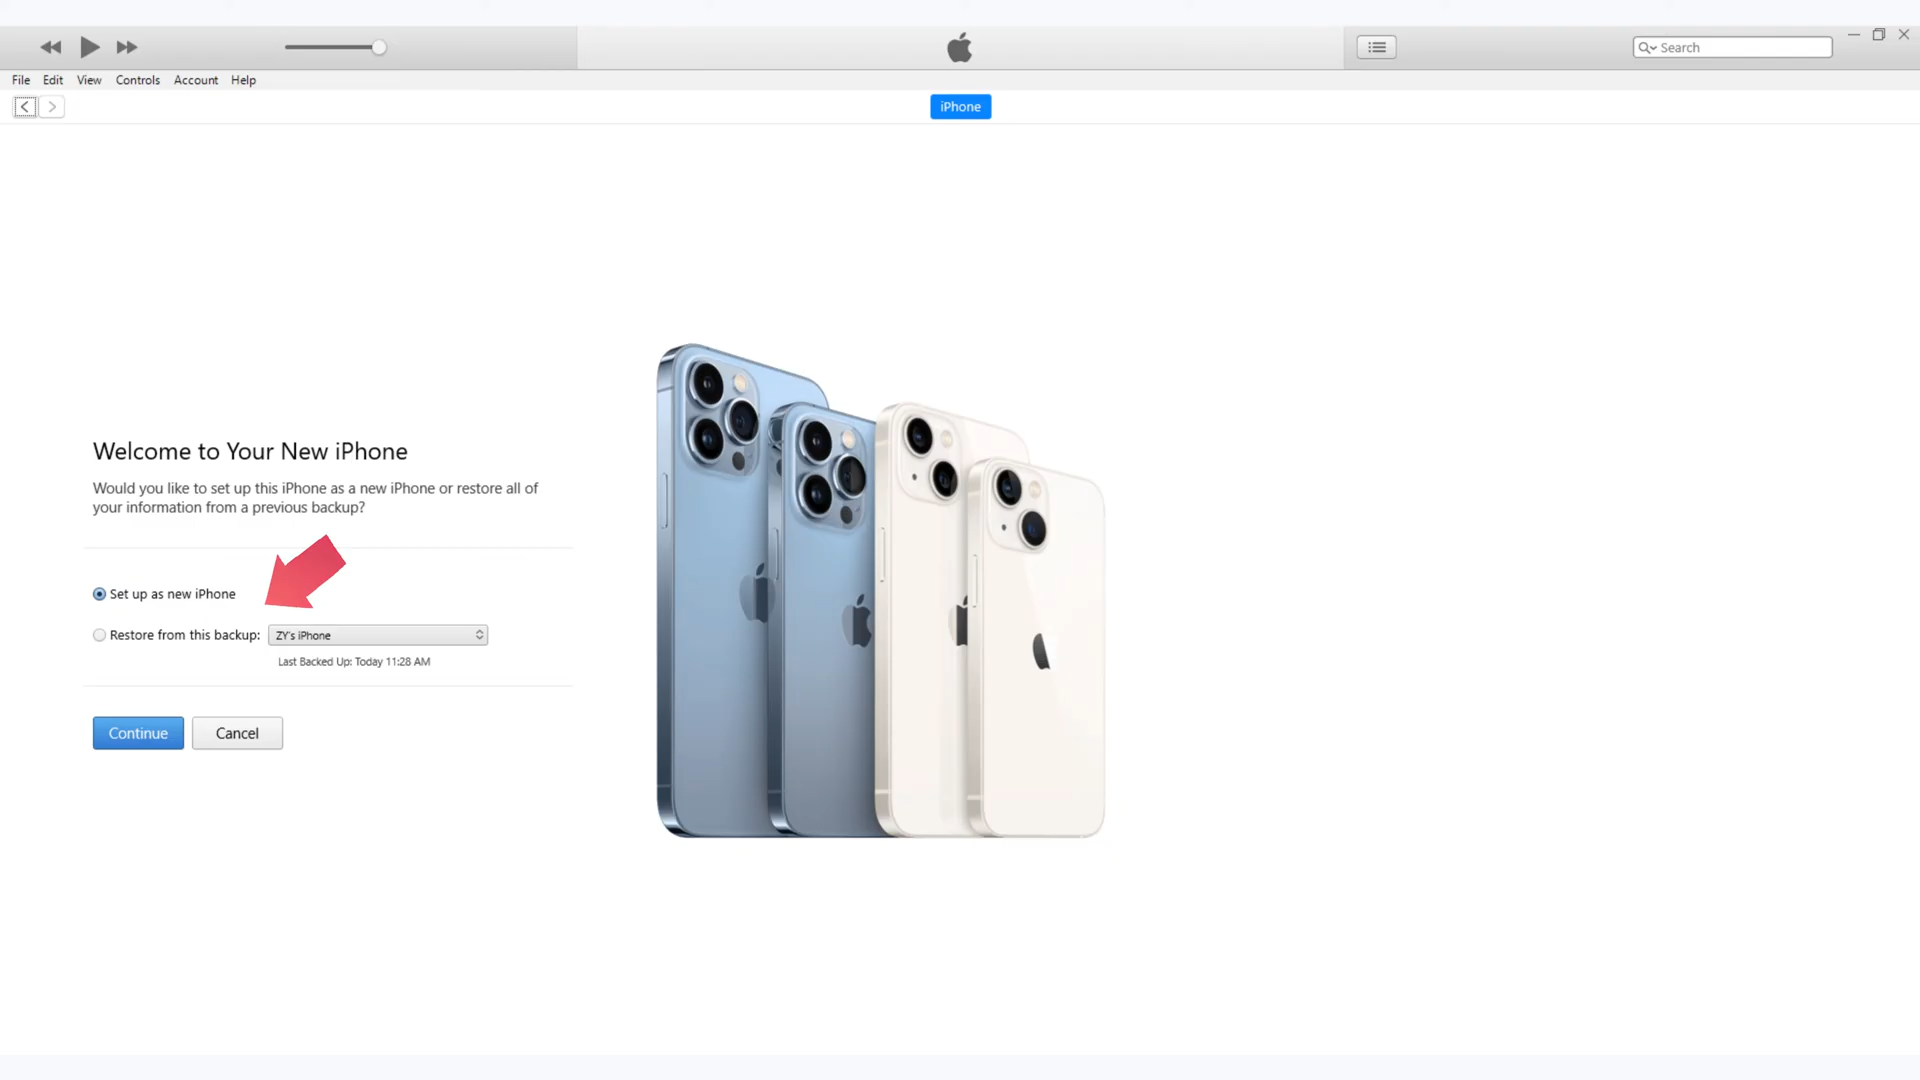 Search
File Edit View Controls Account Help
iPhone
Welcome to Your New iPhone
Would you like to set up this iPhone as a new iPhone or restore all of
your information from a previous backup?
Set up as new iPhone
Restore from this backup: ZY's iPhone
Last Backed Up: Today 11:28 AM
Continue Cancel